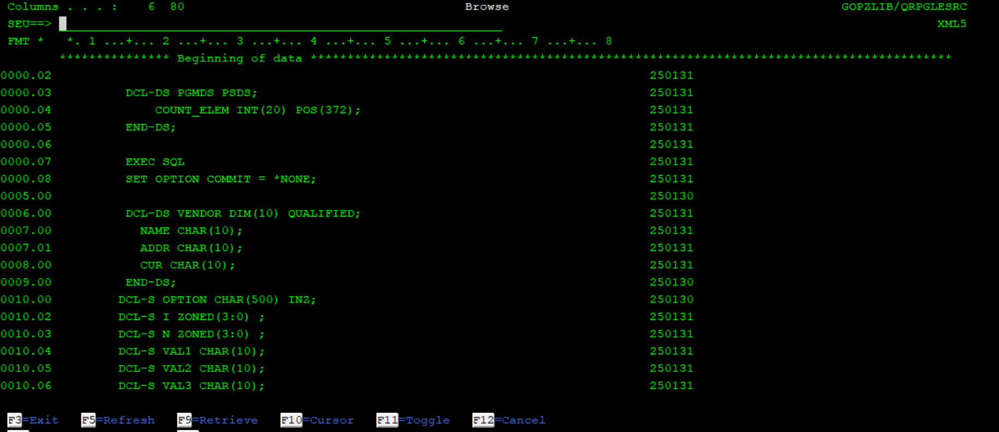 Columns . . . :    6  80                                      Browse                                             GOPZLIB/QRPGLESRC
SEU==>                                                                                                                        XML5
FMT *   *. 1 ...+... 2 ...+... 3 ...+... 4 ...+... 5 ...+... 6 ...+... 7 ...+... 8
*************** Beginning of data ***************************************************************************************
0000.02                                                                                 250131
0000.03          DCL-DS PGMDS PSDS;                                                     250131
0000.04              COUNT_ELEM INT(20) POS(372);                                       250131
0000.05          END-DS;                                                                250131
0000.06                                                                                 250131
0000.07          EXEC SQL                                                               250131
0000.08          SET OPTION COMMIT = *NONE;                                             250131
0005.00                                                                                 250130
0006.00          DCL-DS VENDOR DIM(10) QUALIFIED;                                       250131
0007.00            NAME CHAR(10);                                                       250131
0007.01            ADDR CHAR(10);                                                       250131
0008.00            CUR CHAR(10);                                                        250131
0009.00          END-DS;                                                                250130
0010.00         DCL-S OPTION CHAR(500) INZ;                                             250130
0010.02         DCL-S I ZONED(3:0) ;                                                    250131
0010.03         DCL-S N ZONED(3:0) ;                                                    250131
0010.04         DCL-S VAL1 CHAR(10);                                                    250131
0010.05         DCL-S VAL2 CHAR(10);                                                    250131
0010.06         DCL-S VAL3 CHAR(10);                                                    250131
F3=Exit   F5=Refresh   F9=Retrieve   F10=Cursor   F11=Toggle   F12=Cancel